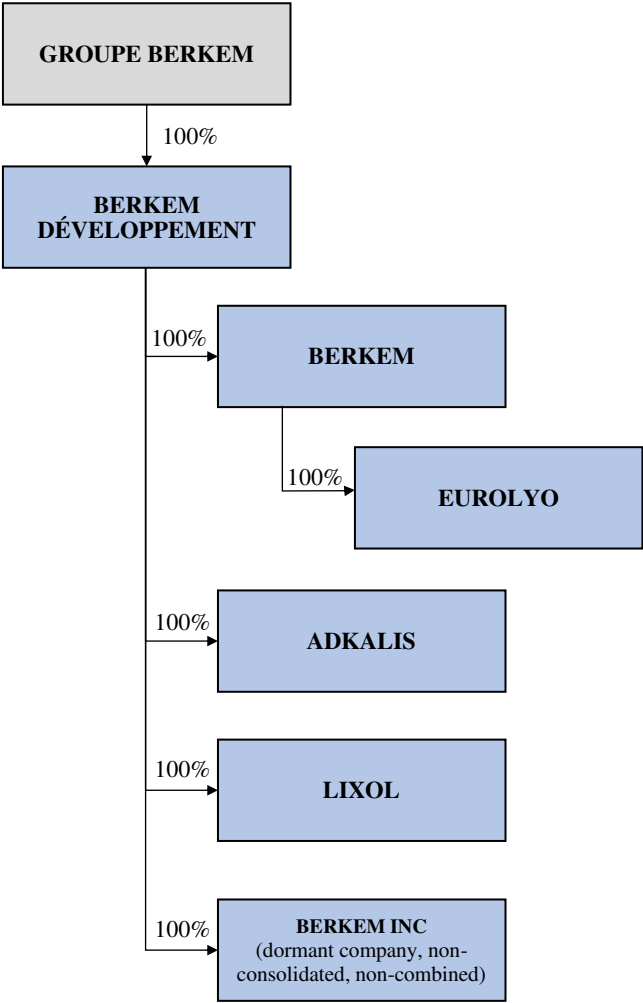 GROUPE BERKEM
100%
BERKEM
DÉVELOPPEMENT
100%
BERKEM
100%
EUROLYO
100%
ADKALIS
100%
LIXOL
100%
BERKEM INC
(dormant company, non-
consolidated, non-combined)